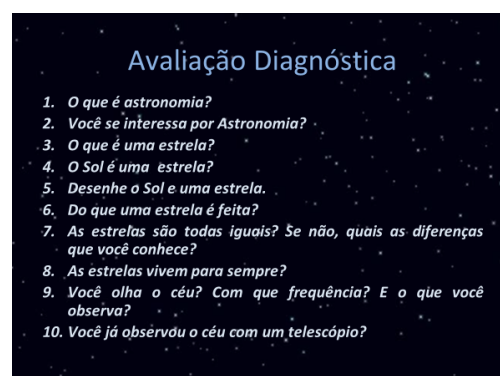 Avaliação Diagnóstica
1. O que é astronomia?
2. Você se interessa por Astronomia?
3. O que é uma estrela?
4. O Sol é uma estrela?
5. Desenhe o Sol e uma estrela.
6. Do que uma estrela é feita?
7. As estrelas são todas iguais? Se não, quais as diferenças
que você conhece?
8. As estrelas vivem para sempre?
9. Você olha o céu? Com que frequência? E o que você
observa?
10. Você já observou o céu com um telescópio?